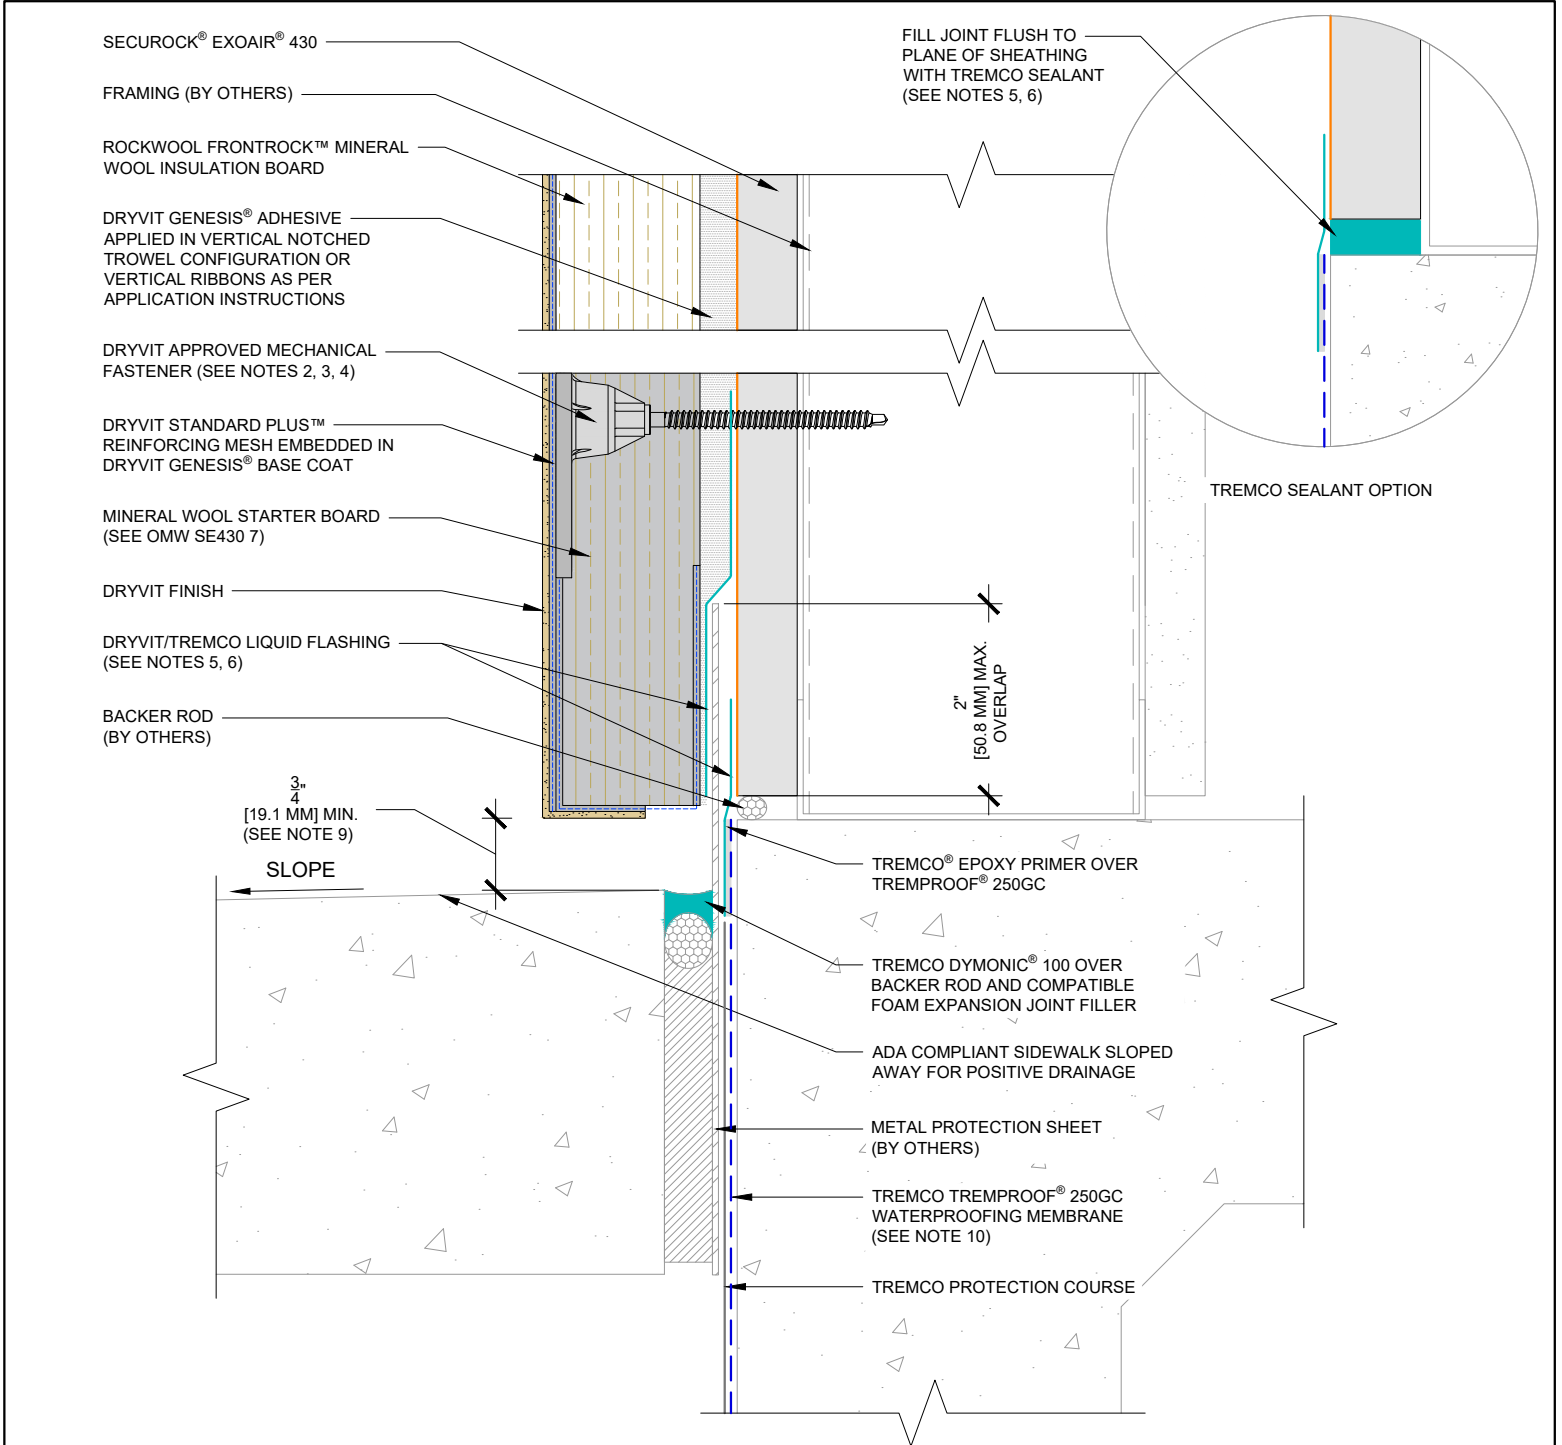 SECUROCK® EXOAIR® 430
FRAMING (BY OTHERS)
ROCKWOOL FRONTROCK™ MINERAL
WOOL INSULATION BOARD
DRYVIT GENESIS® ADHESIVE
APPLIED IN VERTICAL NOTCHED
TROWEL CONFIGURATION OR
VERTICAL RIBBONS AS PER
APPLICATION INSTRUCTIONS
DRYVIT APPROVED MECHANICAL
FASTENER (SEE NOTES 2, 3, 4)
DRYVIT STANDARD PLUS™
REINFORCING MESH EMBEDDED IN
DRYVIT GENESIS® BASE COAT
MINERAL WOOL STARTER BOARD
(SEE OMW SE430 7)
DRYVIT FINISH
DRYVIT/TREMCO LIQUID FLASHING
(SEE NOTES 5, 6)
BACKER ROD
(BY OTHERS)
3/4"
[19.1 MM] MIN.
(SEE NOTE 9)
SLOPE
FILL JOINT FLUSH TO
PLANE OF SHEATHING
WITH TREMCO SEALANT
(SEE NOTES 5, 6)
TREMCO SEALANT OPTION
2"
[50.8 MM] MAX.
OVERLAP
TREMCO® EPOXY PRIMER OVER
TREMPROOF® 250GC
TREMCO DYMONIC® 100 OVER
BACKER ROD AND COMPATIBLE
FOAM EXPANSION JOINT FILLER
ADA COMPLIANT SIDEWALK SLOPED
AWAY FOR POSITIVE DRAINAGE
METAL PROTECTION SHEET
(BY OTHERS)
TREMCO TREMPROOF® 250GC
WATERPROOFING MEMBRANE
(SEE NOTE 10)
TREMCO PROTECTION COURSE